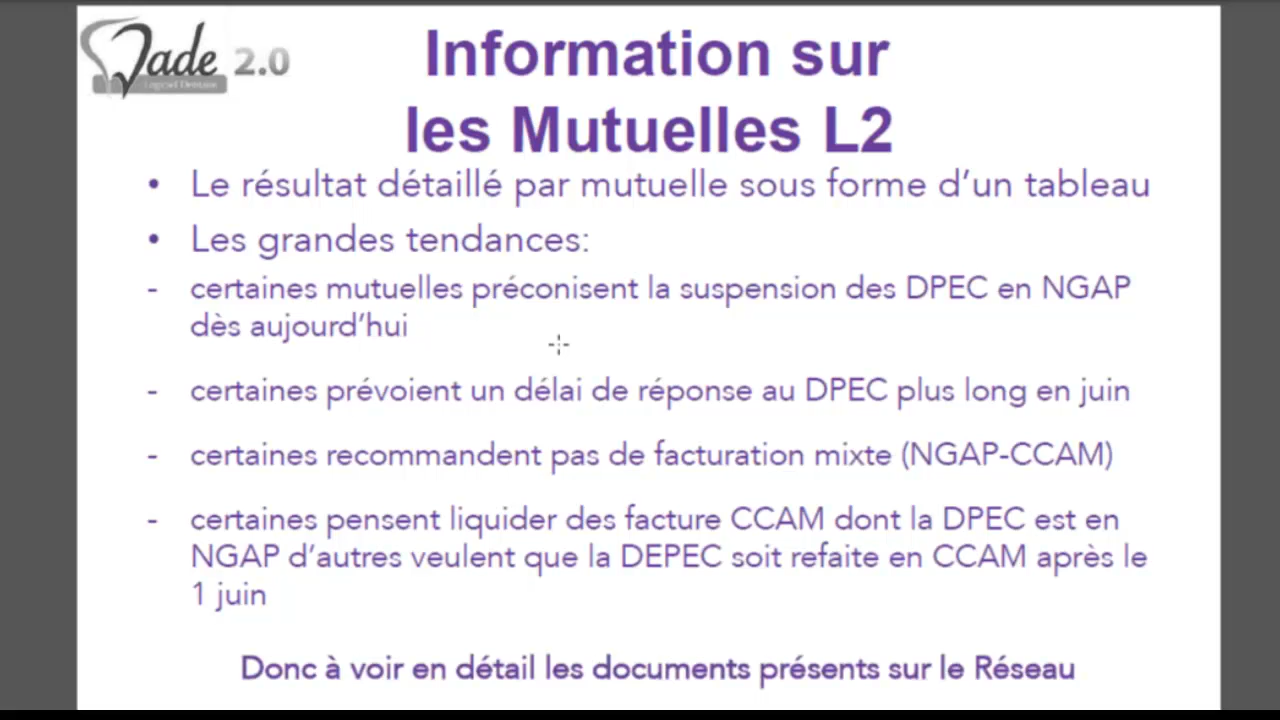 Jade 2.0
Logiciel Dentaire
Information sur
les Mutuelles L2
• Le résultat détaillé par mutuelle sous forme d'un tableau
• Les grandes tendances:
- certaines mutuelles préconisent la suspension des DPEC en NGAP
dès aujourd'hui
- certaines prévoient un délai de réponse au DPEC plus long en juin
- certaines recommandent pas de facturation mixte (NGAP-CCAM)
- certaines pensent liquider des facture CCAM dont la DPEC est en
NGAP d'autres veulent que la DEPEC soit refaite en CCAM après le
1 juin
Donc à voir en détail les documents présents sur le Réseau